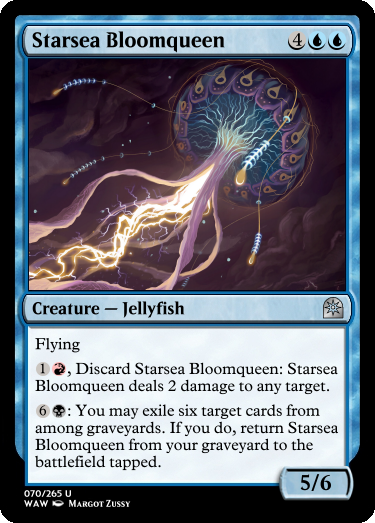 Starsea Bloomqueen 4
Creature — Jellyfish
Flying
1, Discard Starsea Bloomqueen: Starsea
Bloomqueen deals 2 damage to any target.
6: You may exile six target cards from
among graveyards. If you do, return Starsea
Bloomqueen from your graveyard to the
battlefield tapped.
5/6
070/265 U
WAW Margot Zussy